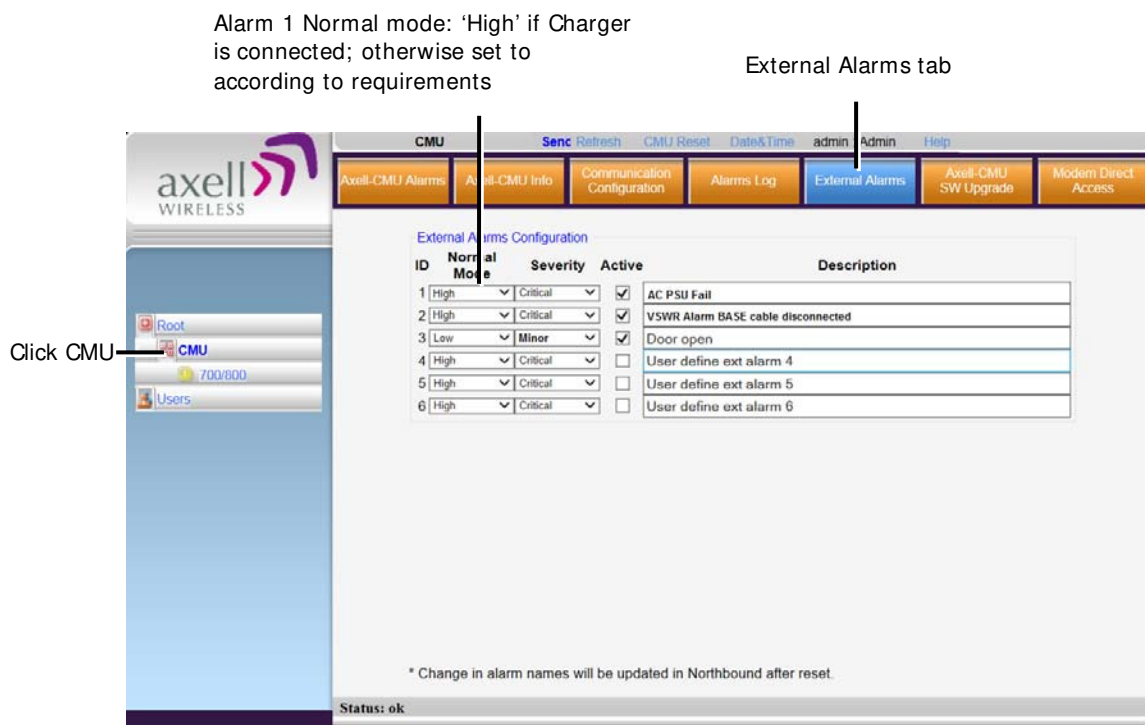 Alarm 1 Normal mode: ‘High’ if Charger
is connected; otherwise set to
according to requirements
External Alarms tab
axell
WIRELESS
CMU Senc Refresh CMU Reset Date&Time admin Admin Help
Axell-CMU Alarms Axell-CMU Info Communication Configuration Alarms Log External Alarms Axell-CMU SW Upgrade Modem Direct Access
External Alarms Configuration
ID Normal Mode Severity Active Description
1 High Critical AC PSU Fail
2 High Critical VSWR Alarm BASE cable disconnected
3 Low Minor Door open
4 High Critical User define ext alarm 4
5 High Critical User define ext alarm 5
6 High Critical User define ext alarm 6
Root
Click CMU
CMU
700/800
Users
* Change in alarm names will be updated in Northbound after reset.
Status: ok